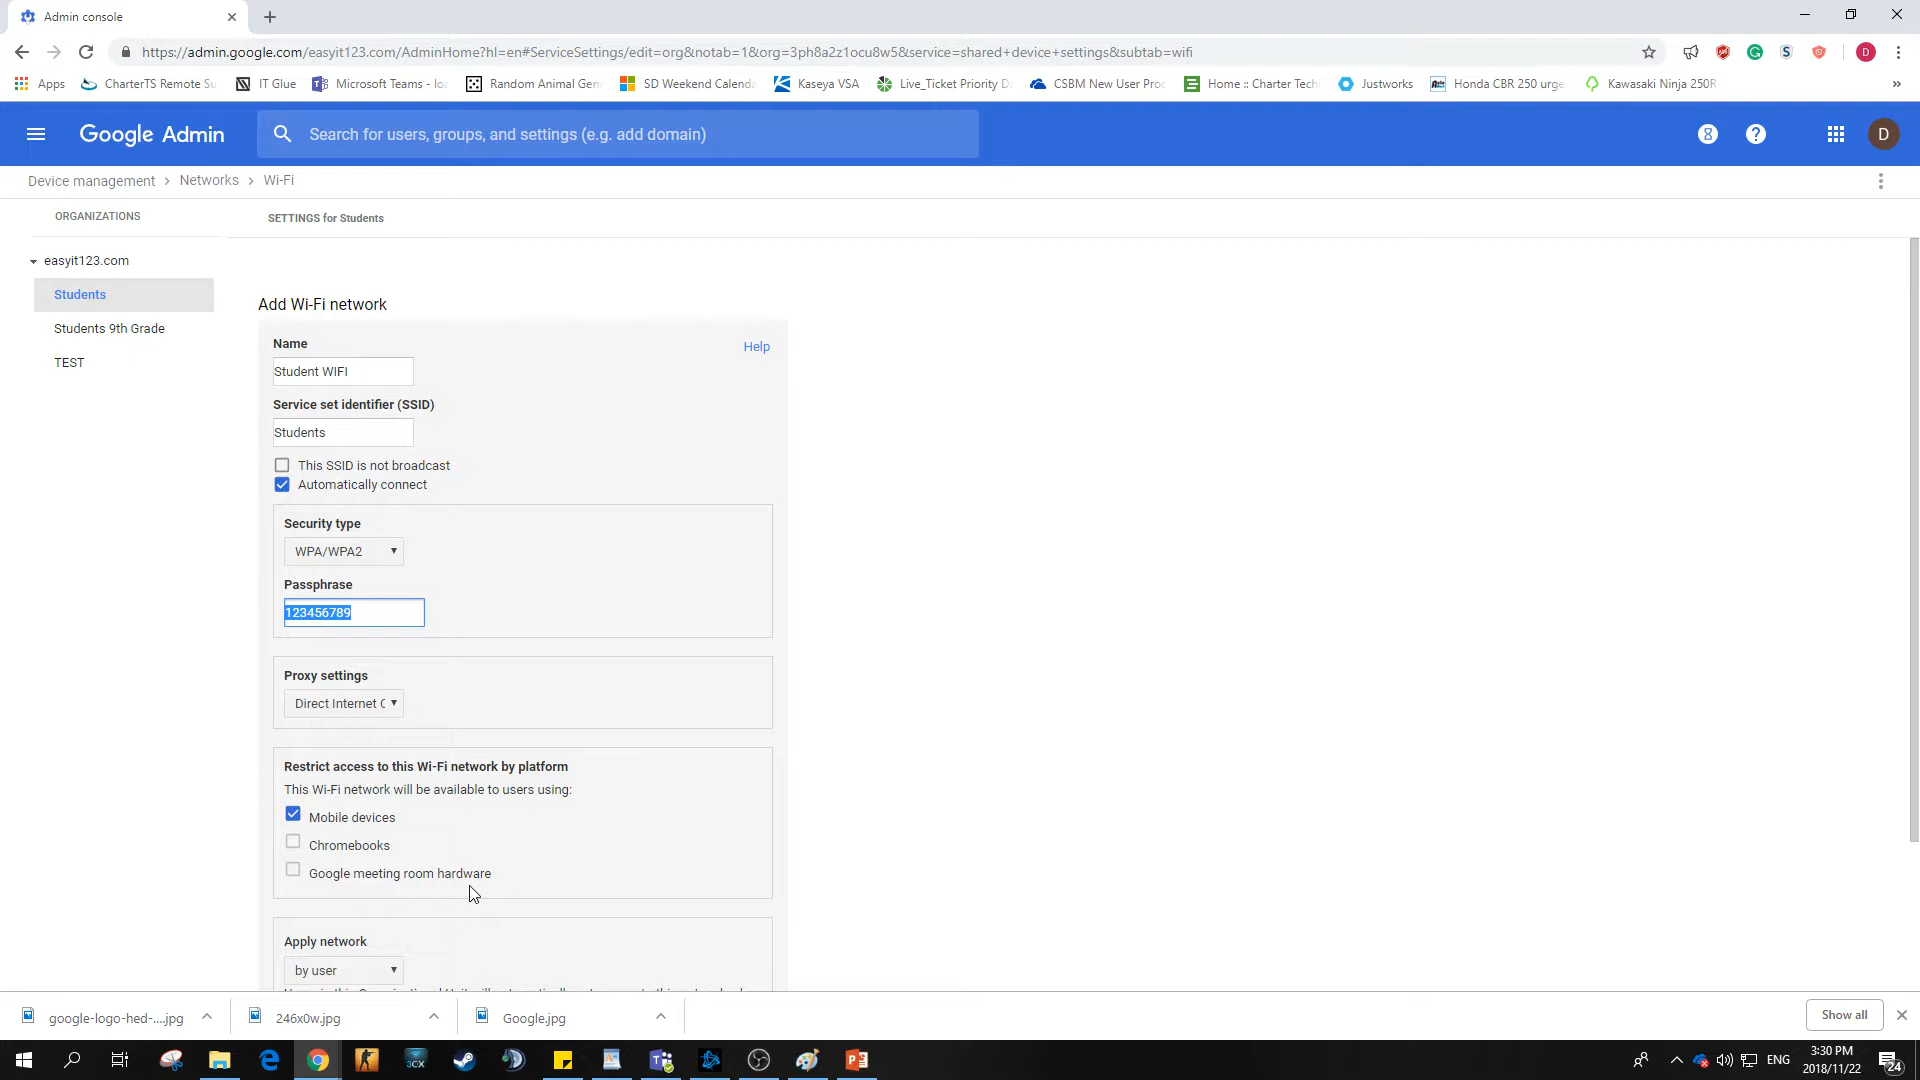 Admin console
https://admin.google.com/easyit123.com/AdminHome?hl=en#ServiceSettings/edit=org&notab=1&org=3ph8a2z1ocu8w5&service=shared+device+settings&subtab=wifi
S
D
Apps
CharterTS Remote Su
IT Glue
Microsoft Teams - loa
Random Animal Gen
SD Weekend Calenda
Kaseya VSA
Live_Ticket Priority D
CSBM New User Proc
Home :: Charter Tech
Justworks
Honda CBR 250 urge
Kawasaki Ninja 250R
»
Google Admin
Search for users, groups, and settings (e.g. add domain)
D
Device management > Networks > Wi-Fi
ORGANIZATIONS
SETTINGS for Students
easyit123.com
Students
Students 9th Grade
TEST
Add Wi-Fi network
Name
Help
Student WIFI
Service set identifier (SSID)
Students
This SSID is not broadcast
Automatically connect
Security type
WPA/WPA2
Passphrase
123456789
Proxy settings
Direct Internet C
Restrict access to this Wi-Fi network by platform
This Wi-Fi network will be available to users using:
Mobile devices
Chromebooks
Google meeting room hardware
Apply network
by user
google-logo-hed-....jpg
246x0w.jpg
Google.jpg
Show all
3CX
ENG
3:30 PM
2018/11/22
24